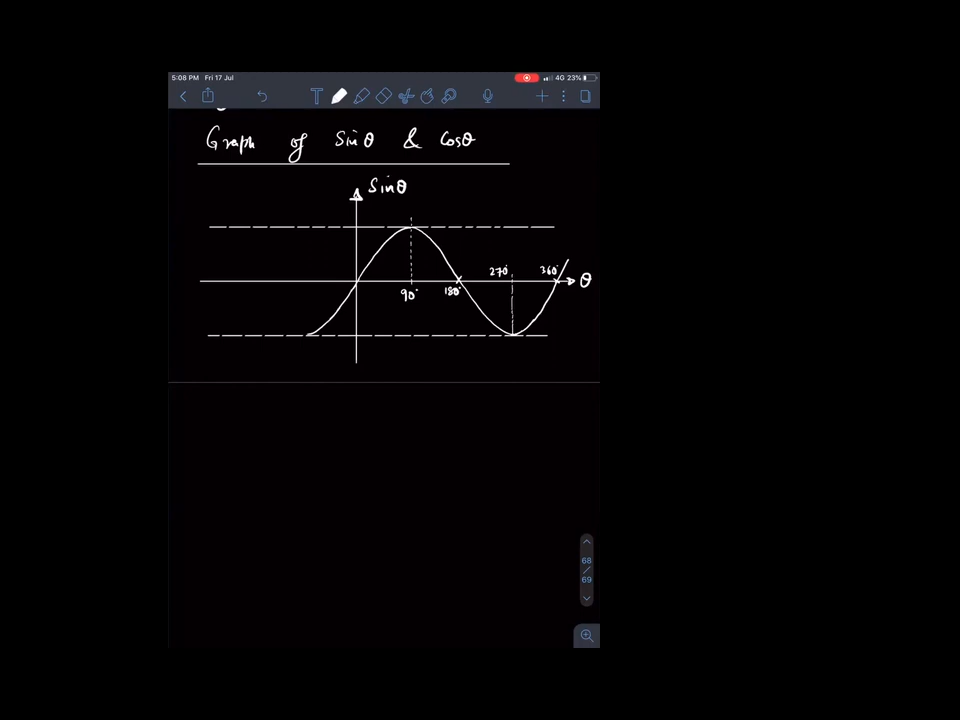 5:08 PM Fri 17 Jul 4G 23%
T
Graph of Sinθ & Cosθ
Sinθ
270° 360°
θ
90° 180°
68
69